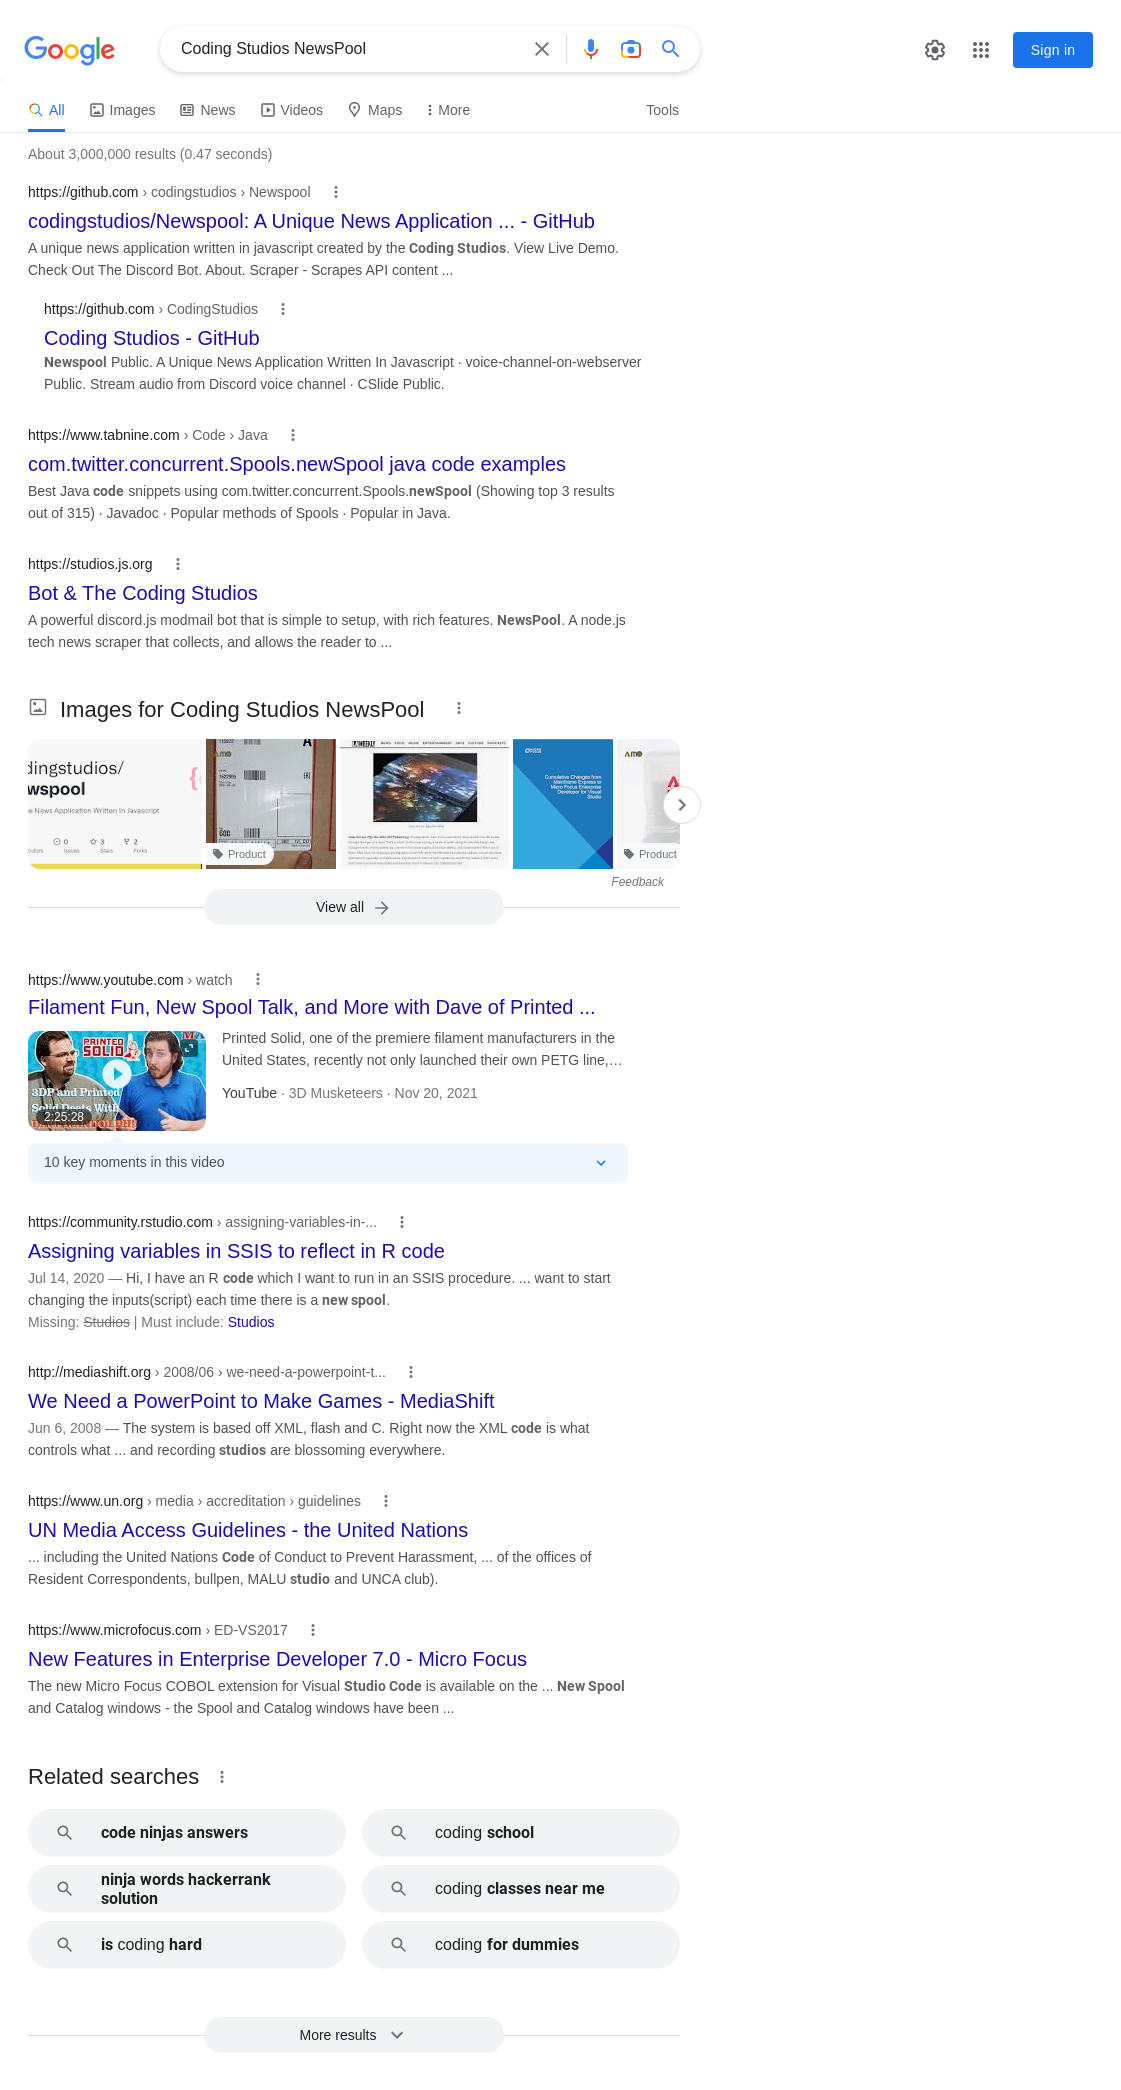 Google
Coding Studios NewsPool
Sign in
All
Images
News
Videos
Maps
More
Tools
About 3,000,000 results (0.47 seconds)
https://github.com › codingstudios › Newspool
codingstudios/Newspool: A Unique News Application ... - GitHub
A unique news application written in javascript created by the Coding Studios. View Live Demo.
Check Out The Discord Bot. About. Scraper - Scrapes API content ...
https://github.com › CodingStudios
Coding Studios - GitHub
Newspool Public. A Unique News Application Written In Javascript · voice-channel-on-webserver
Public. Stream audio from Discord voice channel · CSlide Public.
https://www.tabnine.com › Code › Java
com.twitter.concurrent.Spools.newSpool java code examples
Best Java code snippets using com.twitter.concurrent.Spools.newSpool (Showing top 3 results
out of 315) · Javadoc · Popular methods of Spools · Popular in Java.
https://studios.js.org
Bot & The Coding Studios
A powerful discord.js modmail bot that is simple to setup, with rich features. NewsPool. A node.js
tech news scraper that collects, and allows the reader to ...
Images for Coding Studios NewsPool
dingstudios/
wspool
e News Application Written In Javascript
0
3
2
Issues
Stars
Forks
Product
Cumulative Changes from
Mainframe Express to
Micro Focus Enterprise
Developer for Visual
Studio
Product
Feedback
View all
https://www.youtube.com › watch
Filament Fun, New Spool Talk, and More with Dave of Printed ...
PRINTED
SOLID
3DP and Printed
Solid Deets With
2:25:28
Printed Solid, one of the premiere filament manufacturers in the
United States, recently not only launched their own PETG line,…
YouTube · 3D Musketeers · Nov 20, 2021
10 key moments in this video
https://community.rstudio.com › assigning-variables-in-...
Assigning variables in SSIS to reflect in R code
Jul 14, 2020 — Hi, I have an R code which I want to run in an SSIS procedure. ... want to start
changing the inputs(script) each time there is a new spool.
Missing: Studios | Must include: Studios
http://mediashift.org › 2008/06 › we-need-a-powerpoint-t...
We Need a PowerPoint to Make Games - MediaShift
Jun 6, 2008 — The system is based off XML, flash and C. Right now the XML code is what
controls what ... and recording studios are blossoming everywhere.
https://www.un.org › media › accreditation › guidelines
UN Media Access Guidelines - the United Nations
... including the United Nations Code of Conduct to Prevent Harassment, ... of the offices of
Resident Correspondents, bullpen, MALU studio and UNCA club).
https://www.microfocus.com › ED-VS2017
New Features in Enterprise Developer 7.0 - Micro Focus
The new Micro Focus COBOL extension for Visual Studio Code is available on the ... New Spool
and Catalog windows - the Spool and Catalog windows have been ...
Related searches
code ninjas answers
coding school
ninja words hackerrank
solution
coding classes near me
is coding hard
coding for dummies
More results